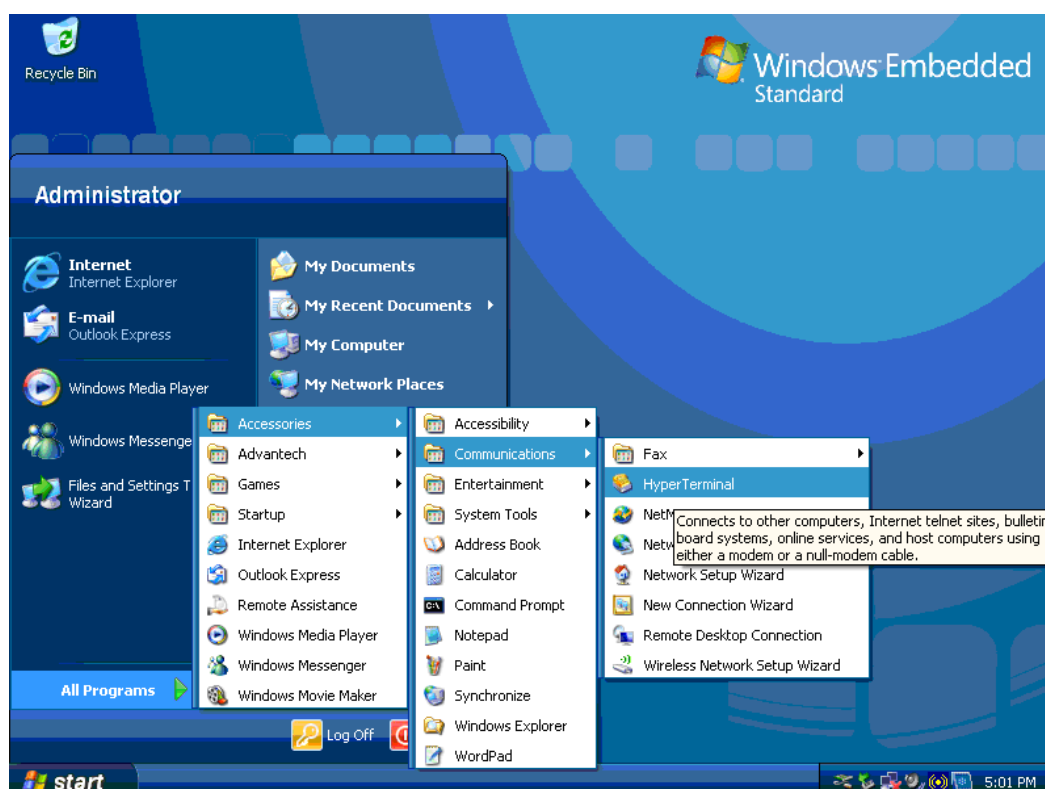 Recycle Bin
Windows Embedded
Standard
Administrator
Internet
Internet Explorer
E-mail
Outlook Express
Windows Media Player
Windows Messenge
Files and Settings T
Wizard
All Programs
My Documents
My Recent Documents
My Computer
My Network Places
Accessories
Advantech
Games
Startup
Internet Explorer
Outlook Express
Remote Assistance
Windows Media Player
Windows Messenger
Windows Movie Maker
Accessibility
Communications
Entertainment
System Tools
Address Book
Calculator
Command Prompt
Notepad
Paint
Synchronize
Windows Explorer
WordPad
Fax
HyperTerminal
NetM
Connects to other computers, Internet telnet sites, bulletin
board systems, online services, and host computers using
either a modem or a null-modem cable.
Netw
Network Setup Wizard
New Connection Wizard
Remote Desktop Connection
Wireless Network Setup Wizard
Log Off
start
5:01 PM